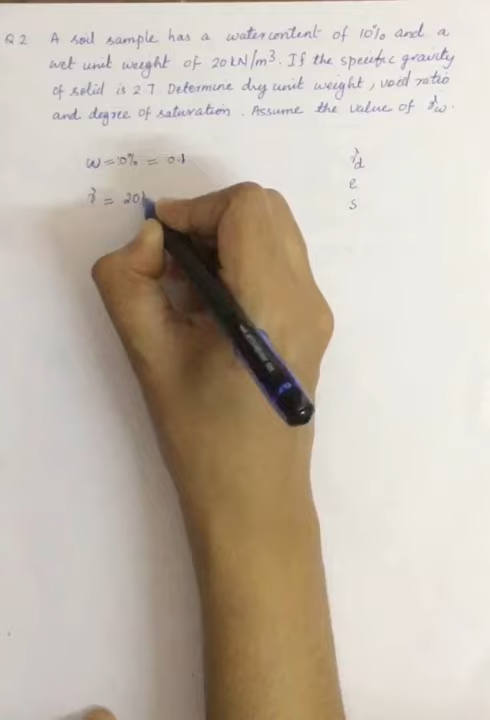 Q2 A soil sample has a water content of 10% and a
wet unit weight of 20 kN/m³. If the specific gravity
of solid is 2.7. Determine dry unit weight, void ratio
and degree of saturation. Assume the value of γw.
w = 10% = 0.1
γd
γ = 20
e
s